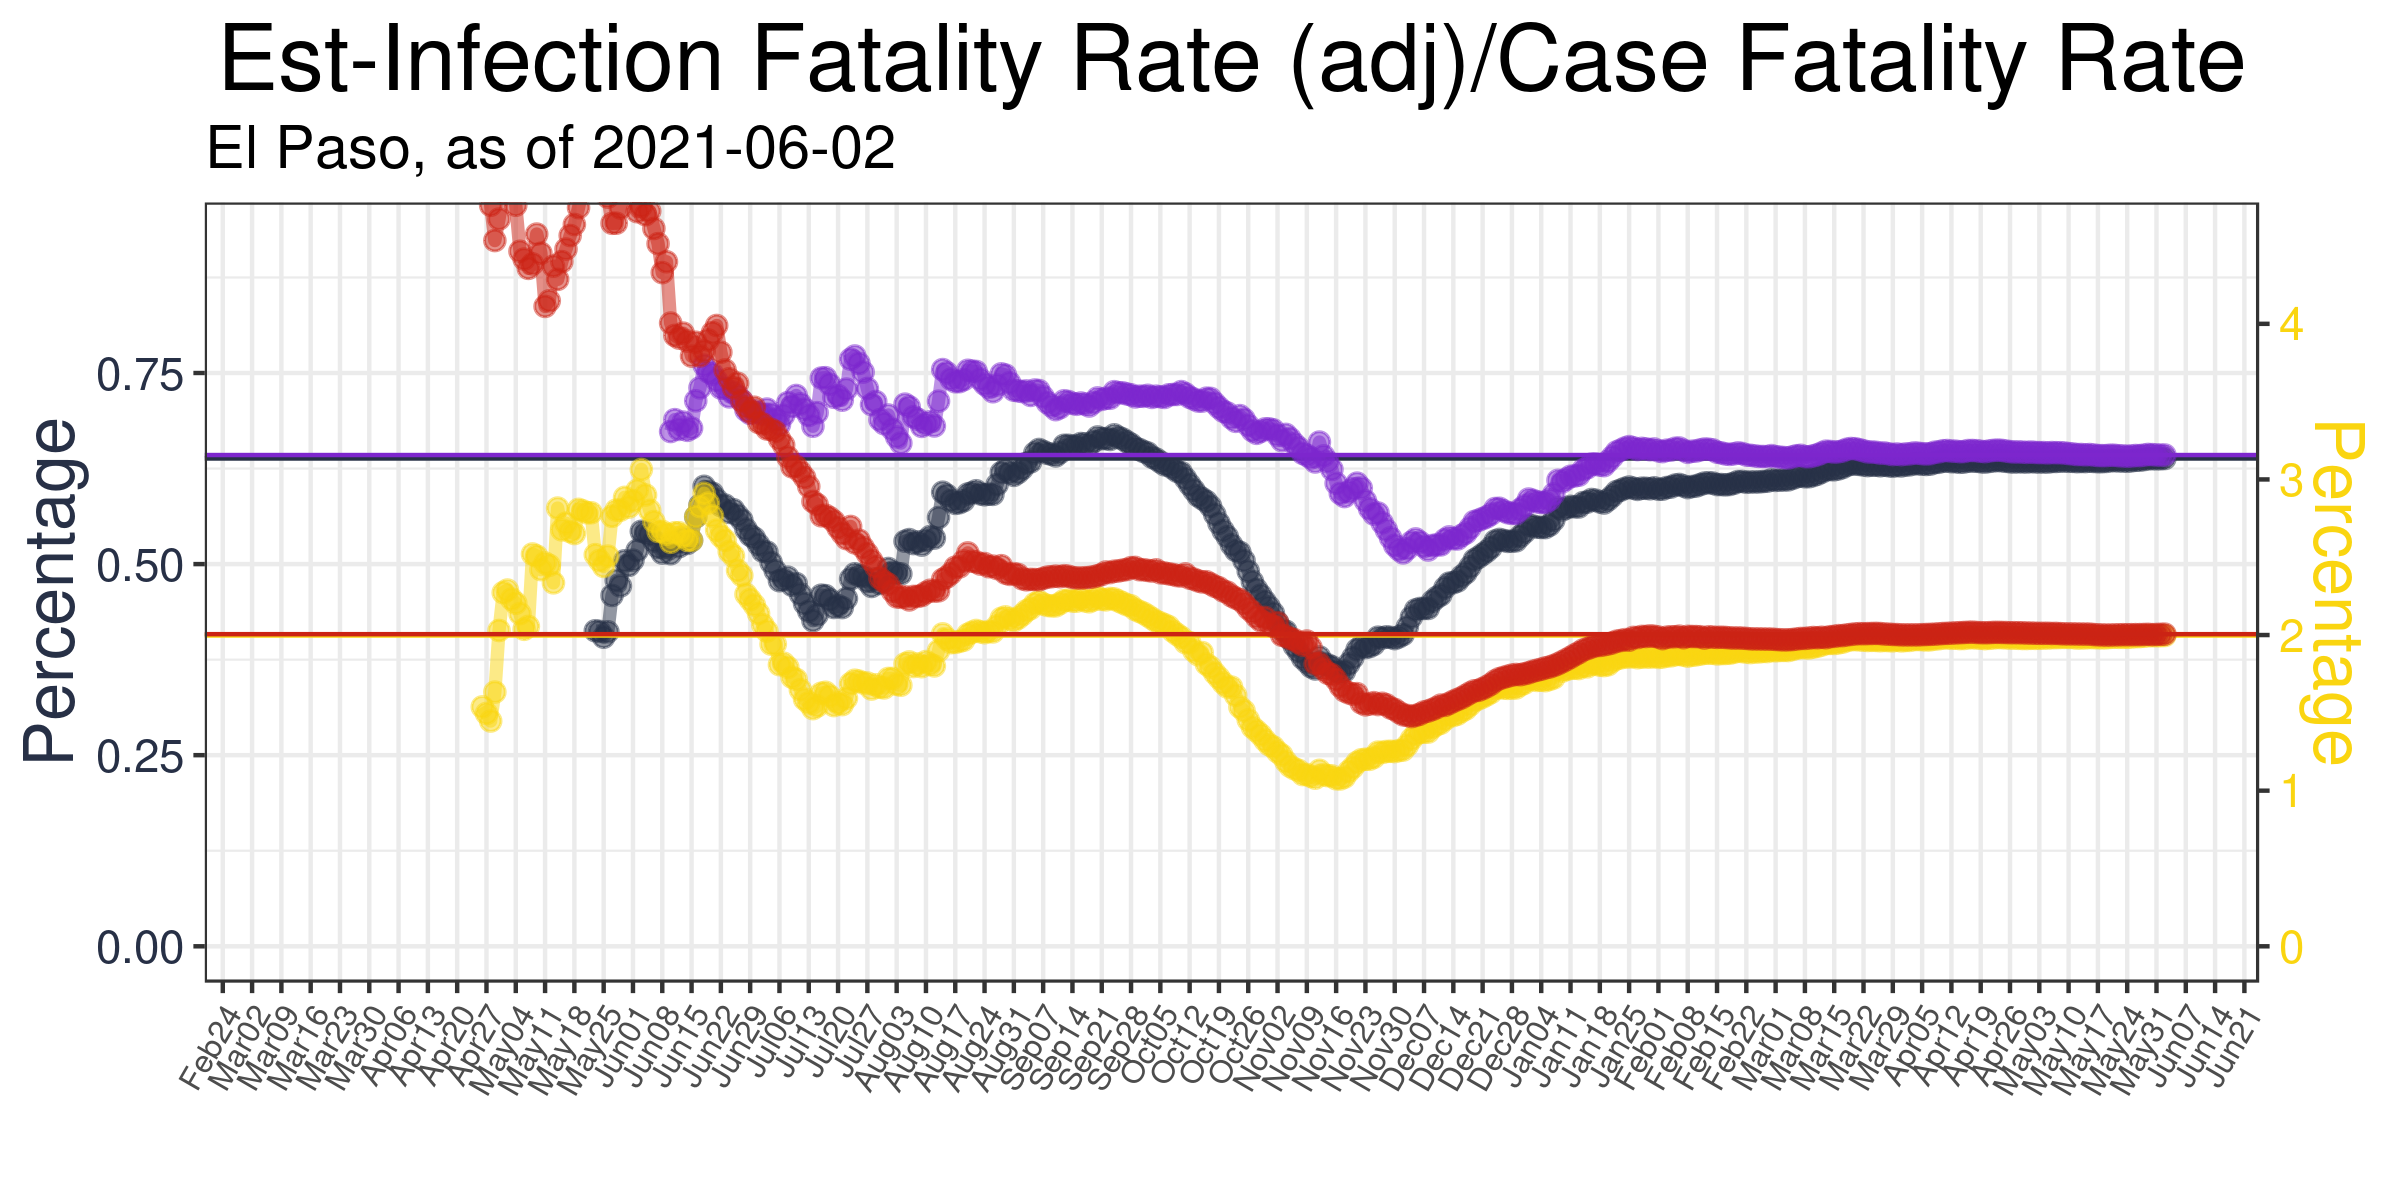 Est-Infection Fatality Rate (adj)/Case Fatality Rate
El Paso, as of 2021-06-02
Percentage
0.75
0.50
0.25
0.00
4
3
2
1
0
Percentage
Feb24
Mar02
Mar09
Mar16
Mar23
Mar30
Apr06
Apr13
Apr20
Apr27
May04
May11
May18
May25
Jun01
Jun08
Jun15
Jun22
Jun29
Jul06
Jul13
Jul20
Jul27
Aug03
Aug10
Aug17
Aug24
Aug31
Sep07
Sep14
Sep21
Sep28
Oct05
Oct12
Oct19
Oct26
Nov02
Nov09
Nov16
Nov23
Nov30
Dec07
Dec14
Dec21
Dec28
Jan04
Jan11
Jan18
Jan25
Feb01
Feb08
Feb15
Feb22
Mar01
Mar08
Mar15
Mar22
Mar29
Apr05
Apr12
Apr19
Apr26
May03
May10
May17
May24
May31
Jun07
Jun14
Jun21